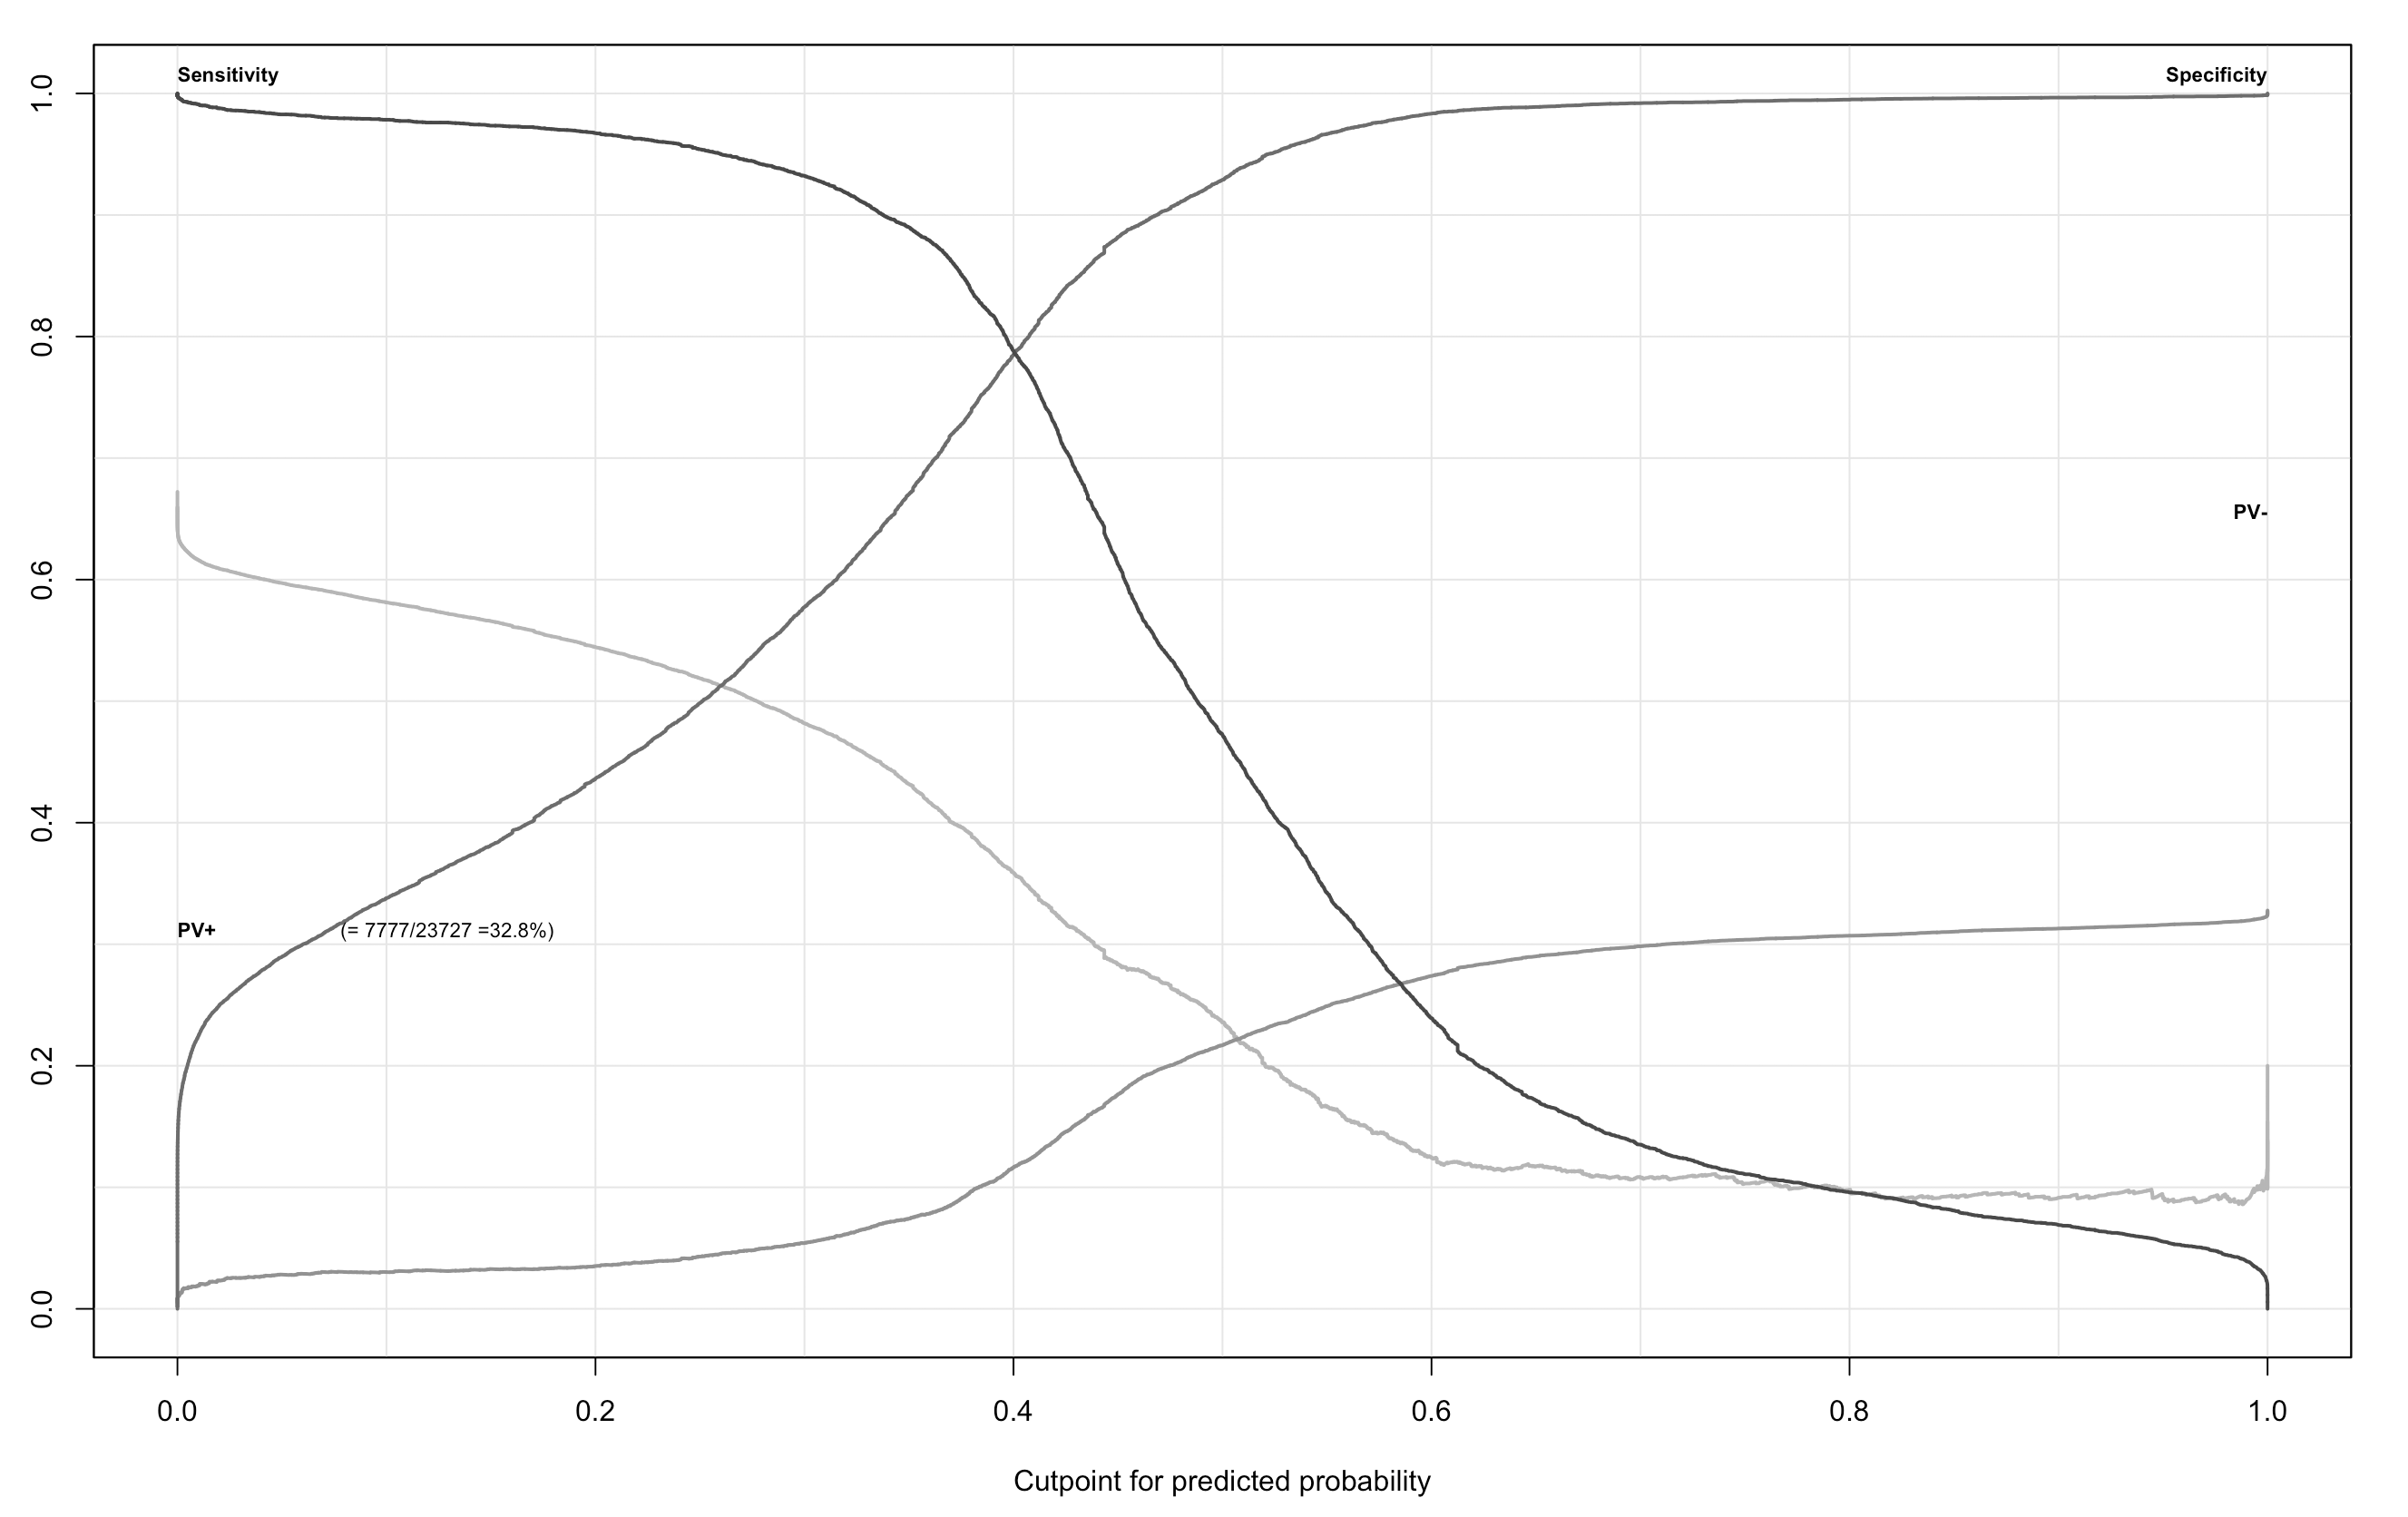 Sensitivity
Specificity
PV-
PV+
(= 7777/23727 =32.8%)
1.0
0.8
0.6
0.4
0.2
0.0
0.0 0.2 0.4 0.6 0.8 1.0
Cutpoint for predicted probability